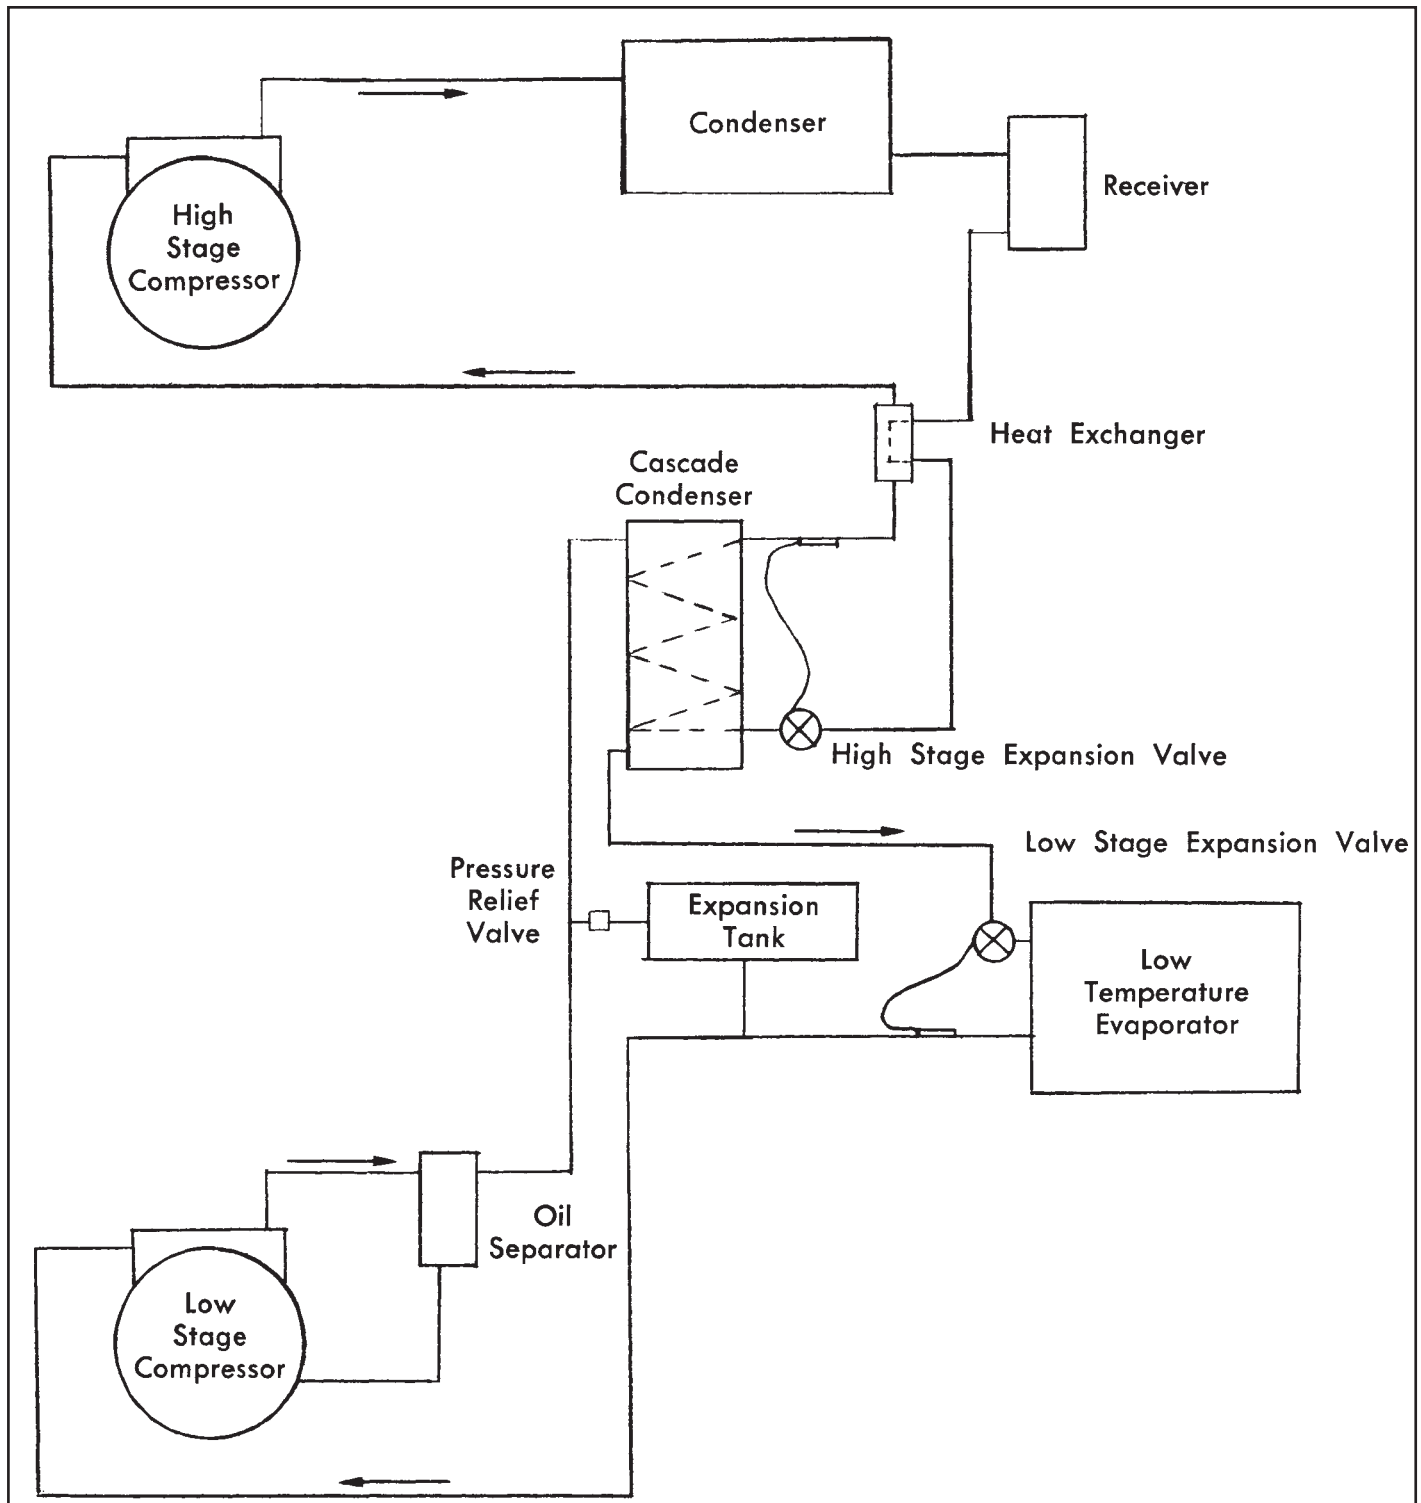 Condenser
Receiver
High
Stage
Compressor
Heat Exchanger
Cascade
Condenser
High Stage Expansion Valve
Low Stage Expansion Valve
Pressure
Relief
Valve
Expansion
Tank
Low
Temperature
Evaporator
Oil
Separator
Low
Stage
Compressor